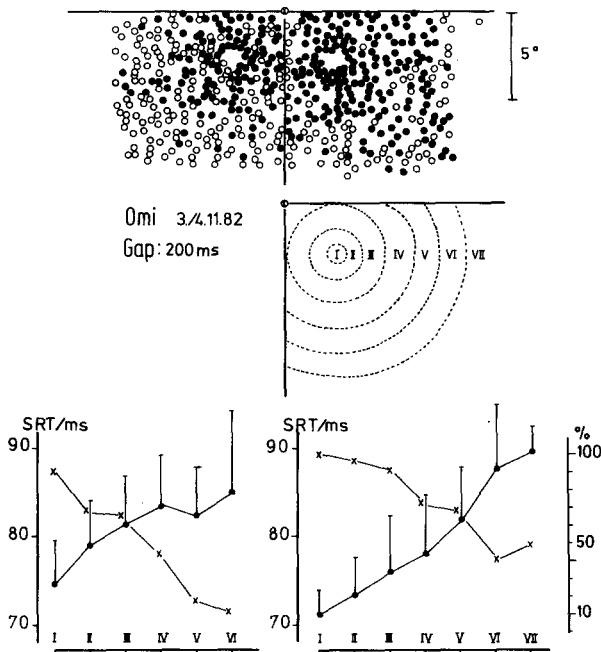 5°
Omi 3./4.11.82
Gap: 200 ms
I II III IV V VI VII
SRT/ms
90
80
70
I II III IV V VI
SRT/ms
90
80
70
I II III IV V VI VII
%
100
50
10